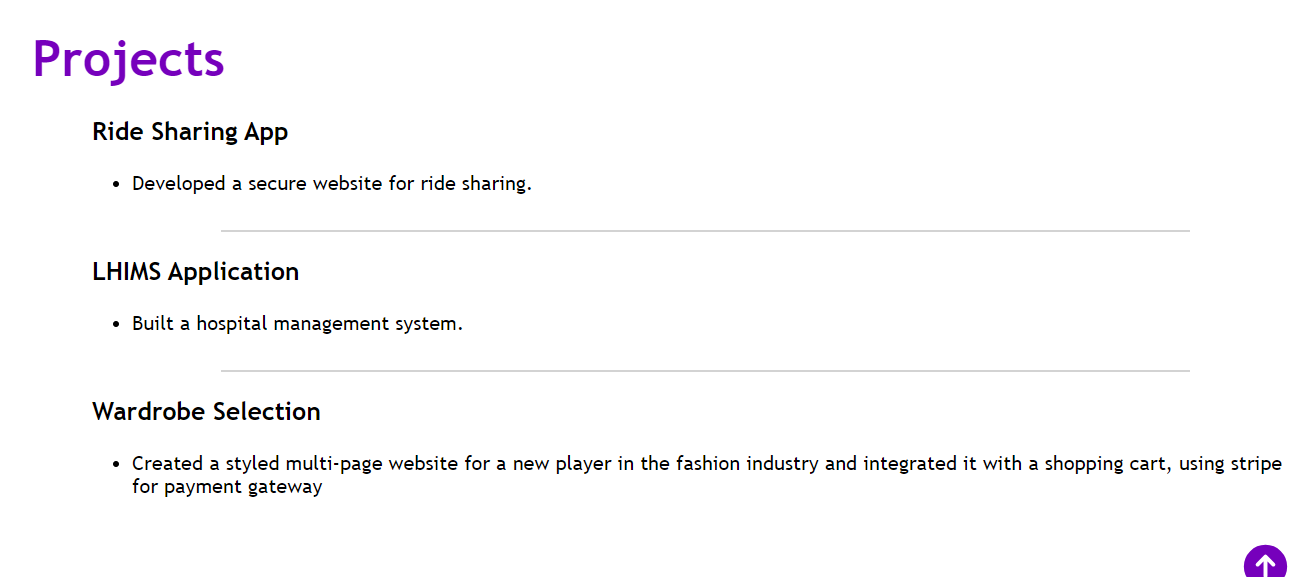 Projects
Ride Sharing App
• Developed a secure website for ride sharing.
LHIMS Application
• Built a hospital management system.
Wardrobe Selection
• Created a styled multi-page website for a new player in the fashion industry and integrated it with a shopping cart, using stripe
for payment gateway